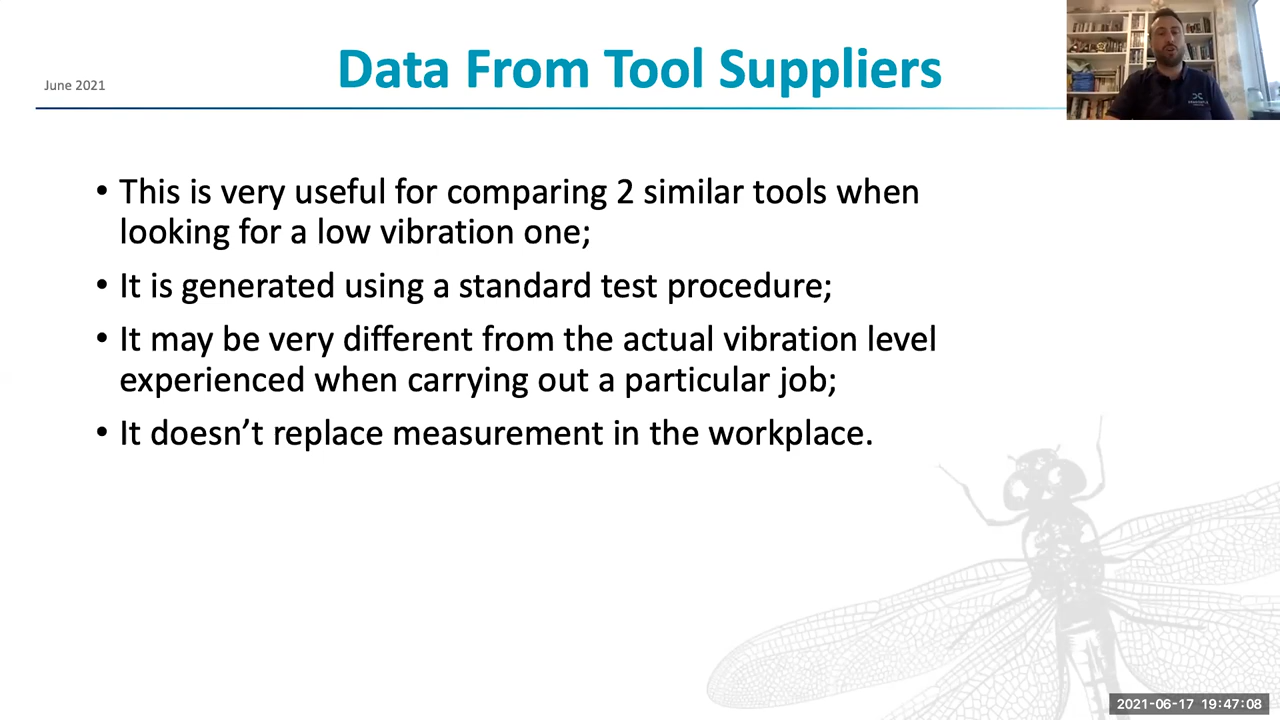 June 2021
Data From Tool Suppliers
• This is very useful for comparing 2 similar tools when
looking for a low vibration one;
• It is generated using a standard test procedure;
• It may be very different from the actual vibration level
experienced when carrying out a particular job;
• It doesn’t replace measurement in the workplace.
2021-06-17 19:47:08